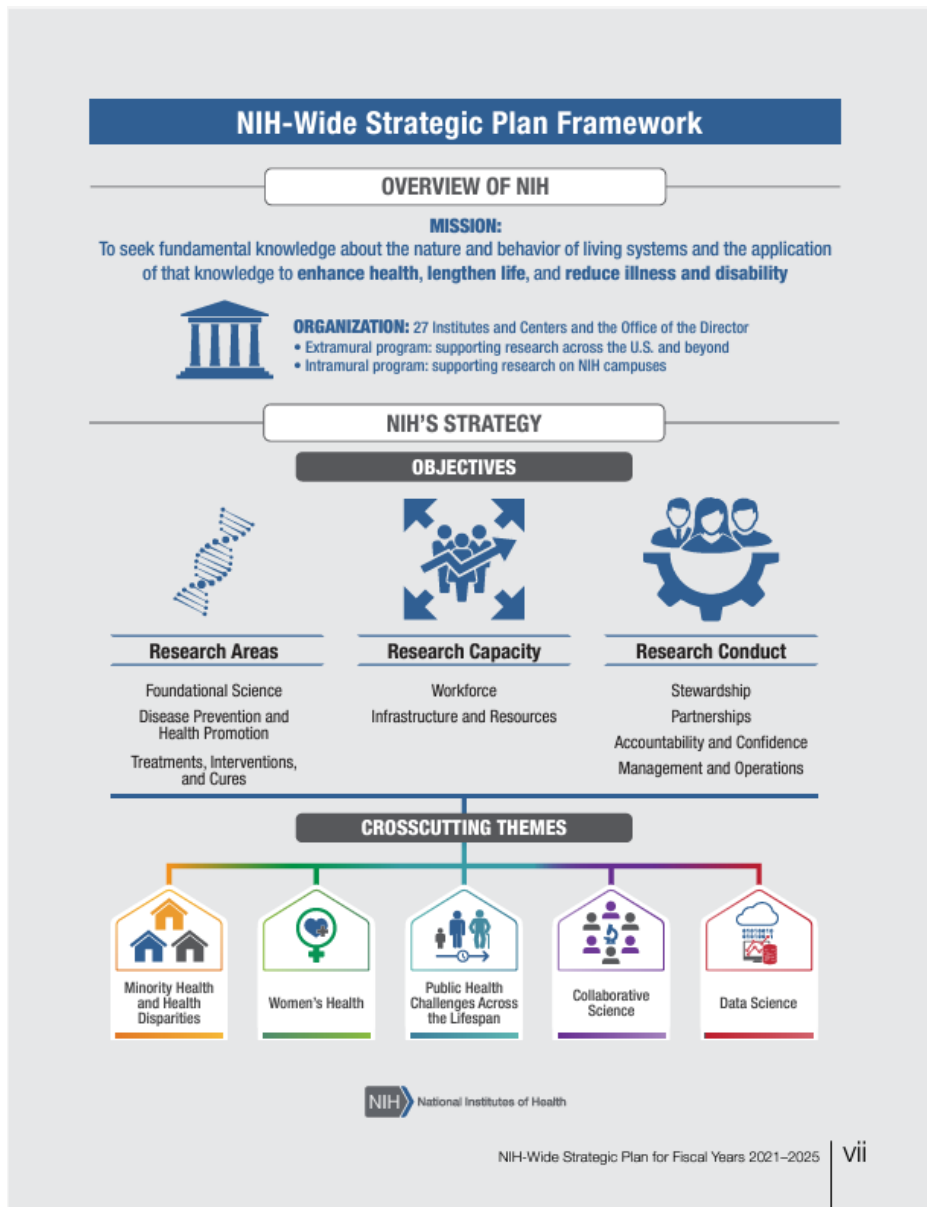 NIH-Wide Strategic Plan Framework
OVERVIEW OF NIH
MISSION:
To seek fundamental knowledge about the nature and behavior of living systems and the application
of that knowledge to enhance health, lengthen life, and reduce illness and disability
ORGANIZATION: 27 Institutes and Centers and the Office of the Director
• Extramural program: supporting research across the U.S. and beyond
• Intramural program: supporting research on NIH campuses
NIH'S STRATEGY
OBJECTIVES
Research Areas
Foundational Science
Disease Prevention and
Health Promotion
Treatments, Interventions,
and Cures
Research Capacity
Workforce
Infrastructure and Resources
Research Conduct
Stewardship
Partnerships
Accountability and Confidence
Management and Operations
CROSSCUTTING THEMES
Minority Health
and Health
Disparities
Women's Health
Public Health
Challenges Across
the Lifespan
Collaborative
Science
Data Science
NIH National Institutes of Health
NIH-Wide Strategic Plan for Fiscal Years 2021–2025 vii